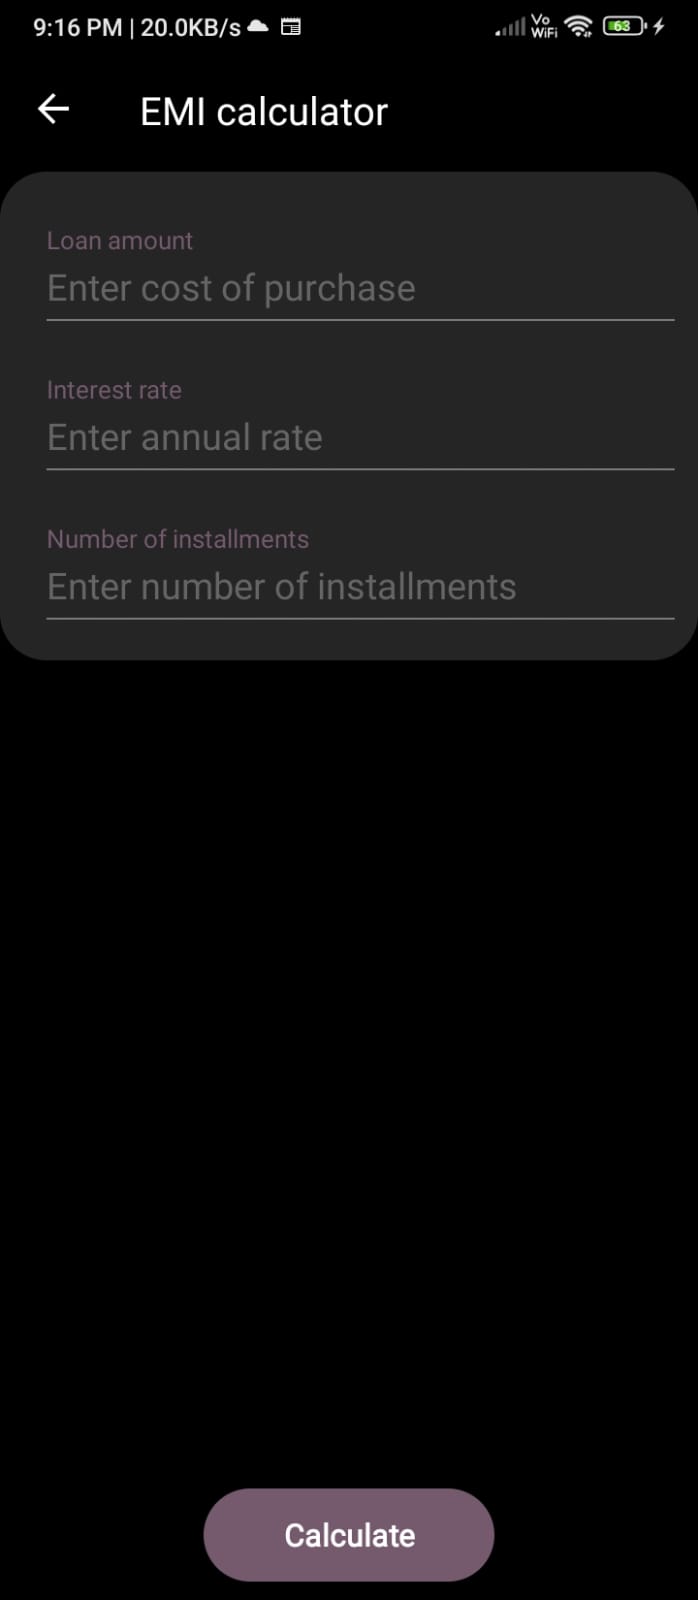 9:16 PM | 20.0KB/s Vo WiFi 63
EMI calculator
Loan amount
Enter cost of purchase
Interest rate
Enter annual rate
Number of installments
Enter number of installments
Calculate